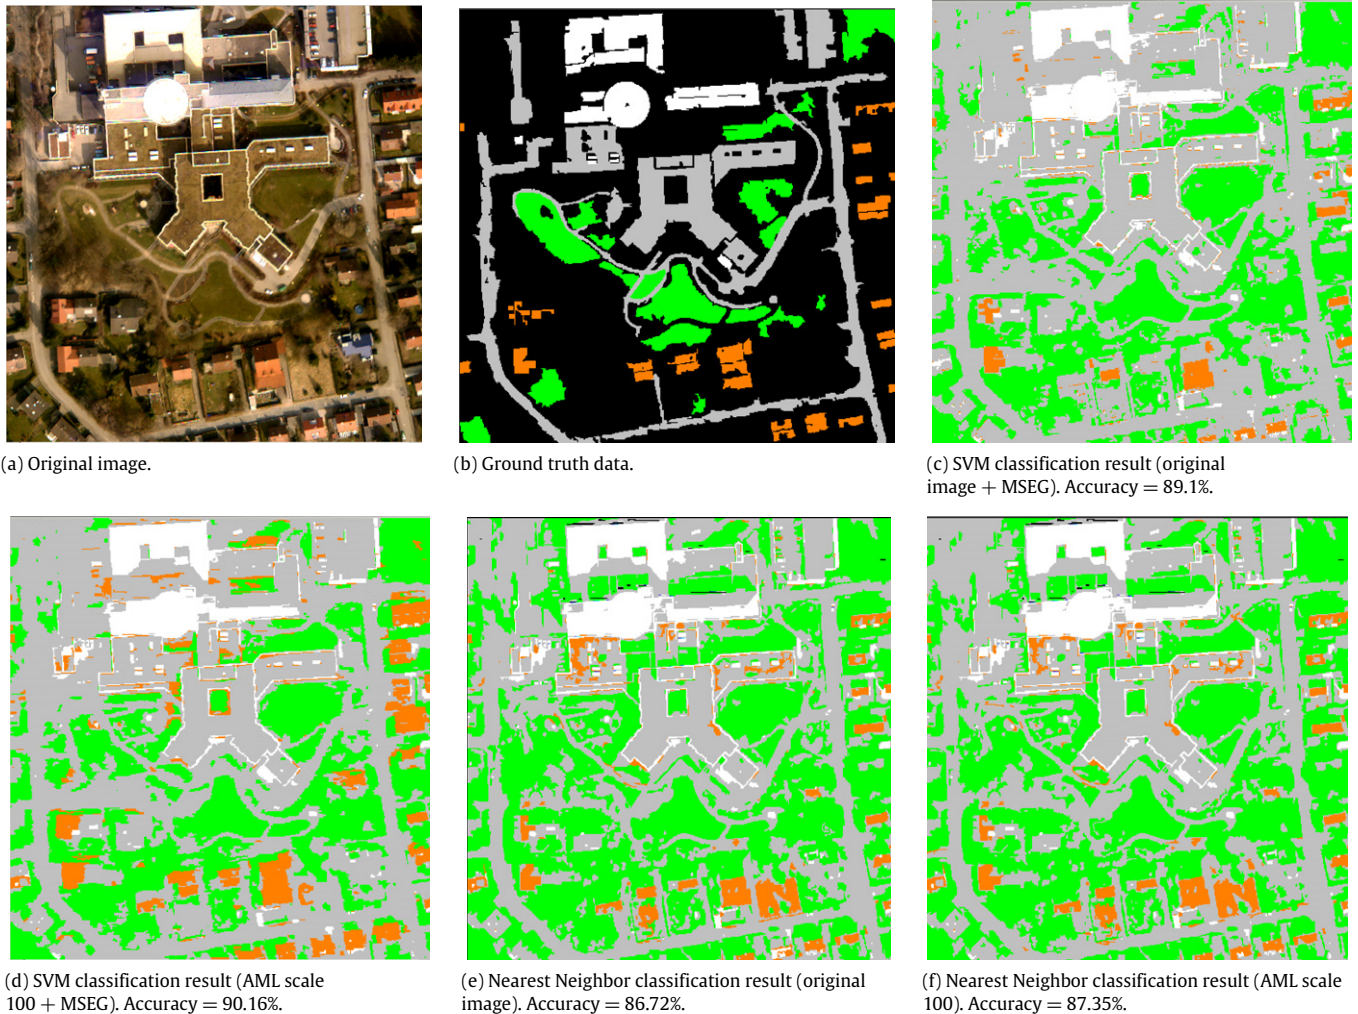 (a) Original image.
(b) Ground truth data.
(c) SVM classification result (original
image + MSEG). Accuracy = 89.1%.
(d) SVM classification result (AML scale
100 + MSEG). Accuracy = 90.16%.
(e) Nearest Neighbor classification result (original
image). Accuracy = 86.72%.
(f) Nearest Neighbor classification result (AML scale
100). Accuracy = 87.35%.